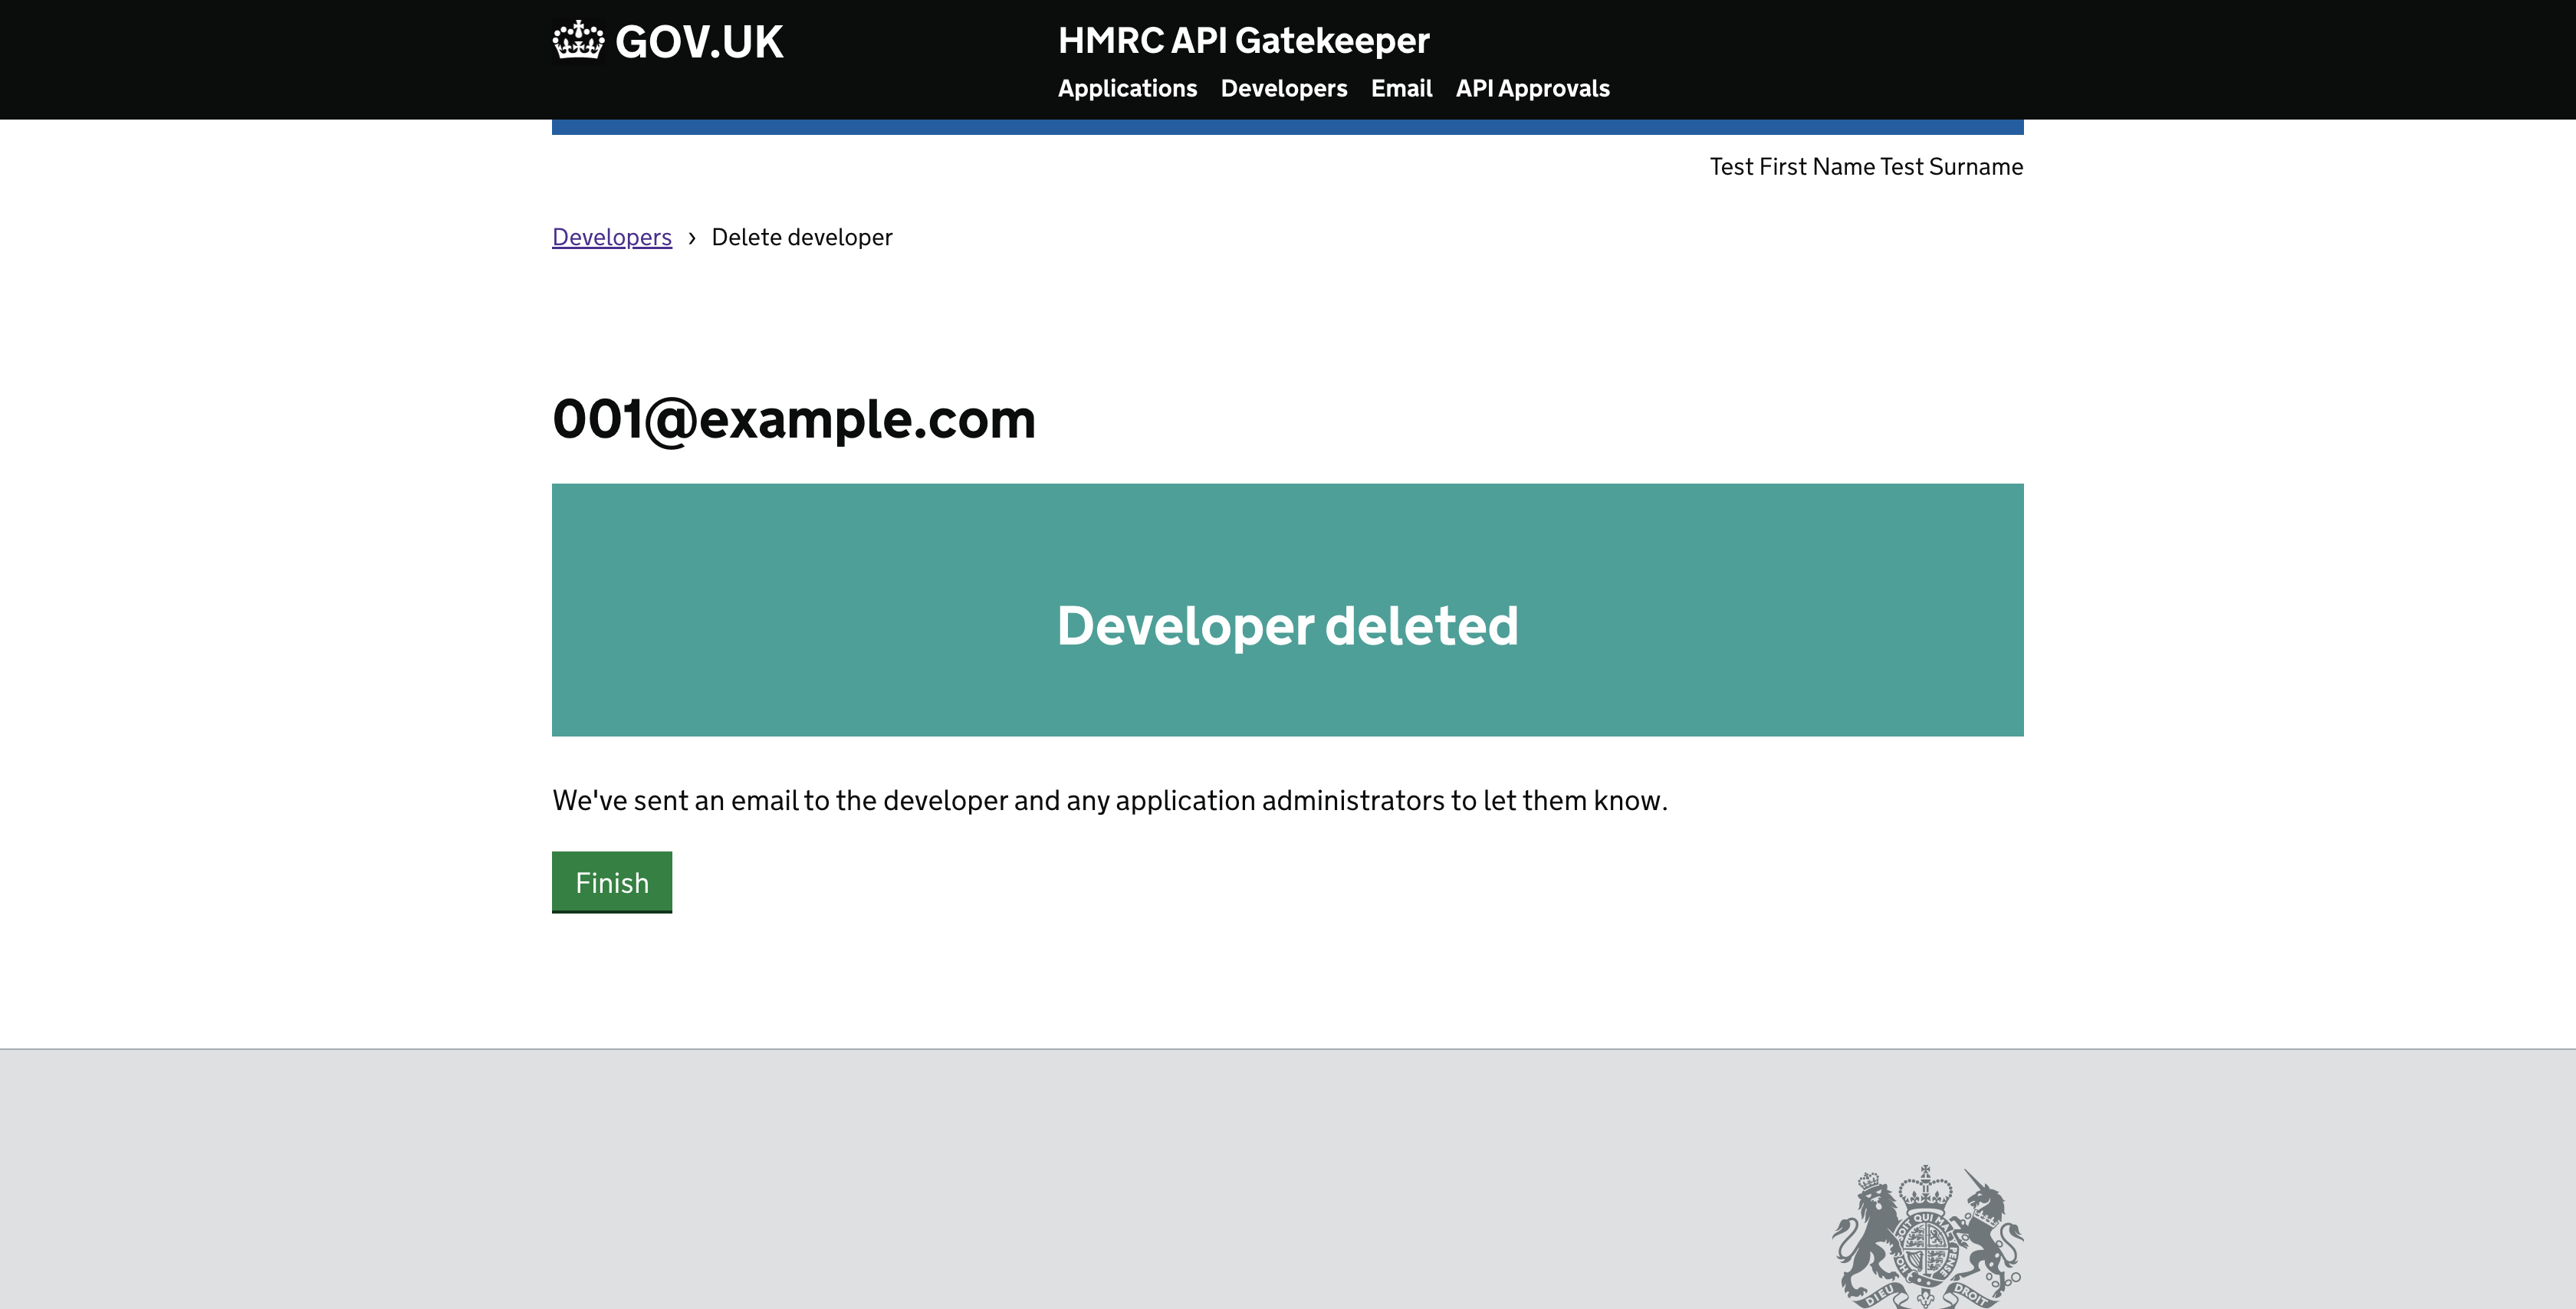 GOV.UK
HMRC API Gatekeeper
Applications Developers Email API Approvals
Test First Name Test Surname
Developers › Delete developer
001@example.com
Developer deleted
We've sent an email to the developer and any application administrators to let them know.
Finish
DIEU DROIT